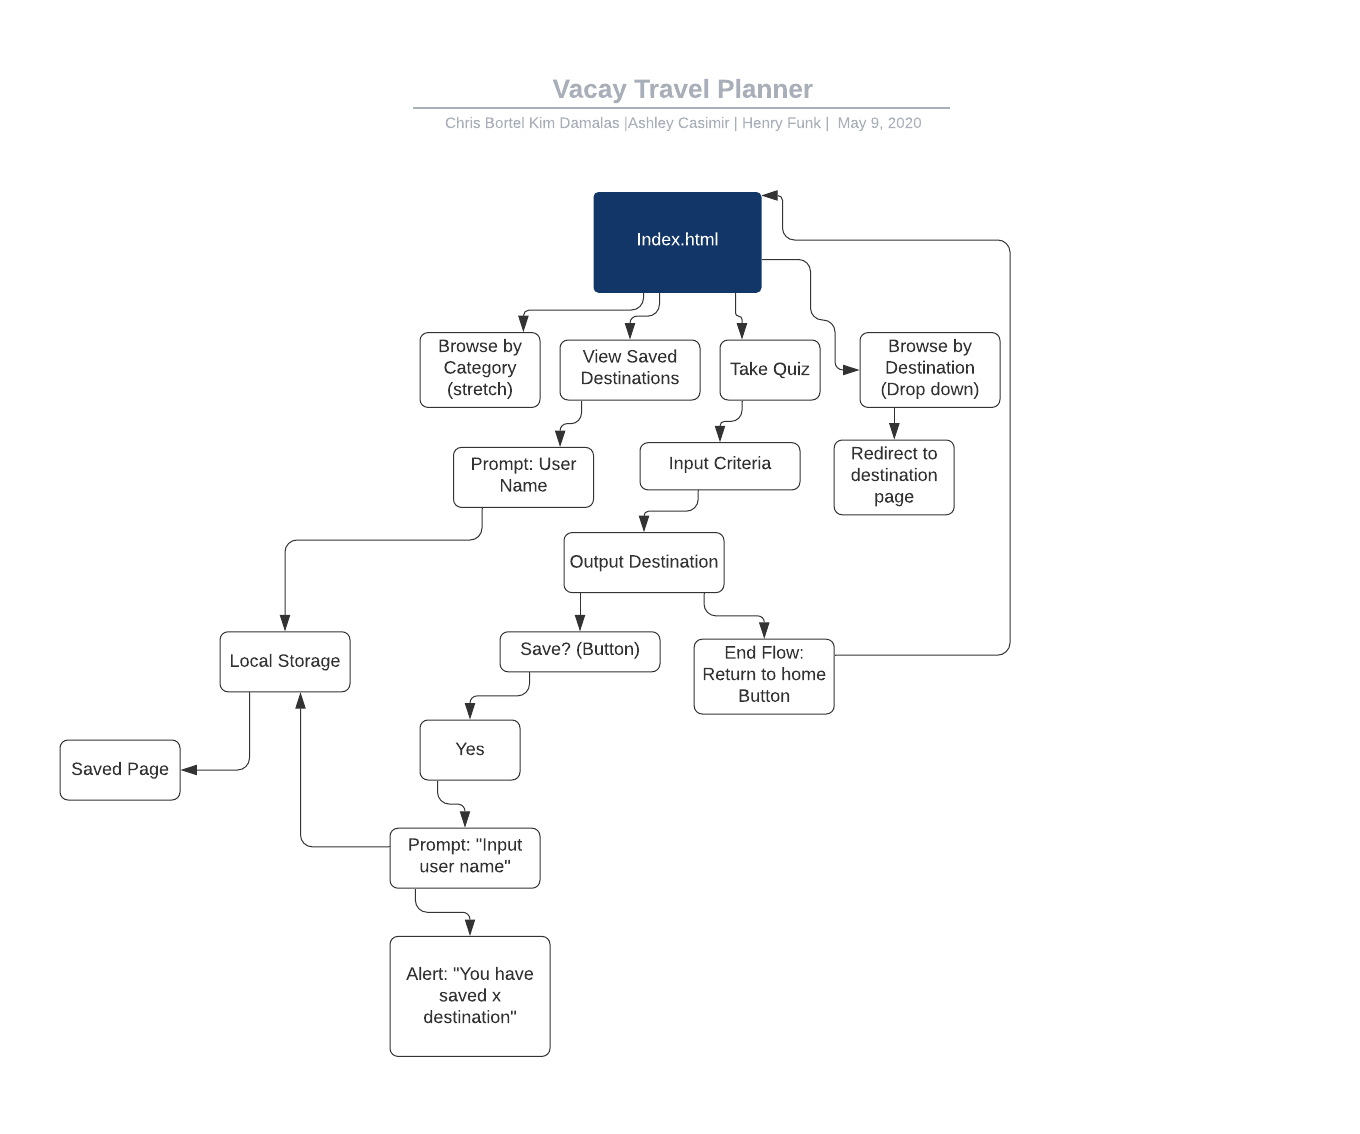 Vacay Travel Planner
Chris Bortel Kim Damalas |Ashley Casimir | Henry Funk |  May 9, 2020
Index.html
Browse by
Category
(stretch)
View Saved
Destinations
Take Quiz
Browse by
Destination
(Drop down)
Prompt: User
Name
Input Criteria
Redirect to
destination
page
Output Destination
Local Storage
Save? (Button)
End Flow:
Return to home
Button
Saved Page
Yes
Prompt: "Input
user name"
Alert: "You have
saved x
destination"